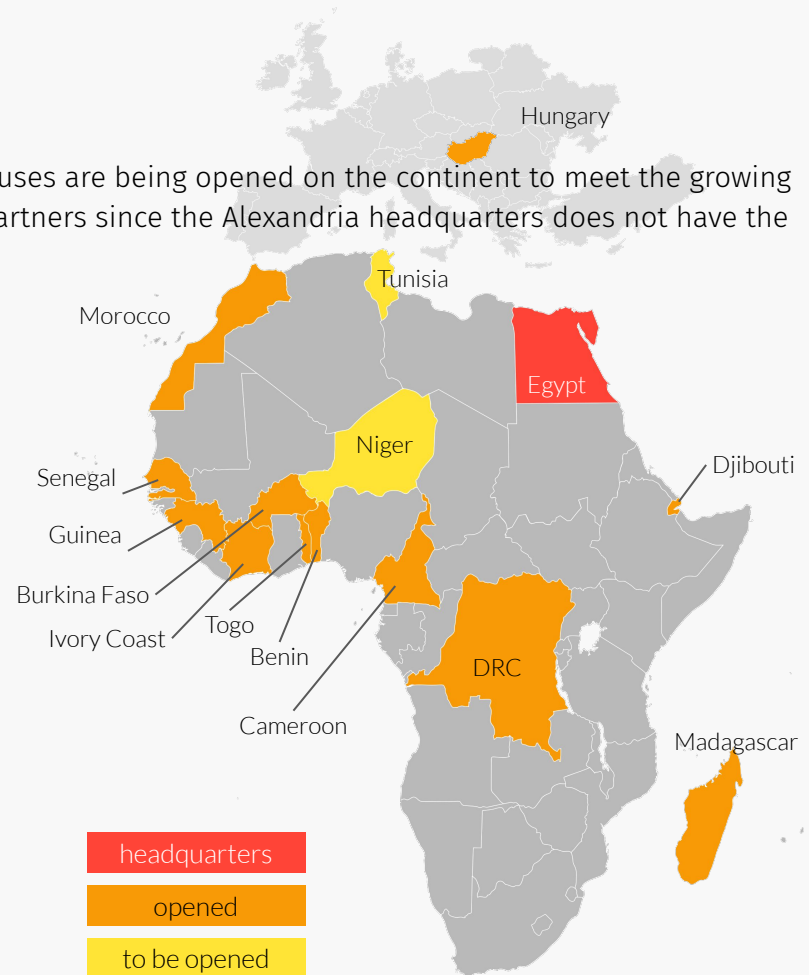 Hungary
uses are being opened on the continent to meet the growing
artners since the Alexandria headquarters does not have the
Tunisia
Morocco
Egypt
Niger
Djibouti
Senegal
Guinea
Burkina Faso
Togo
Ivory Coast
Benin
DRC
Cameroon
Madagascar
headquarters
opened
to be opened